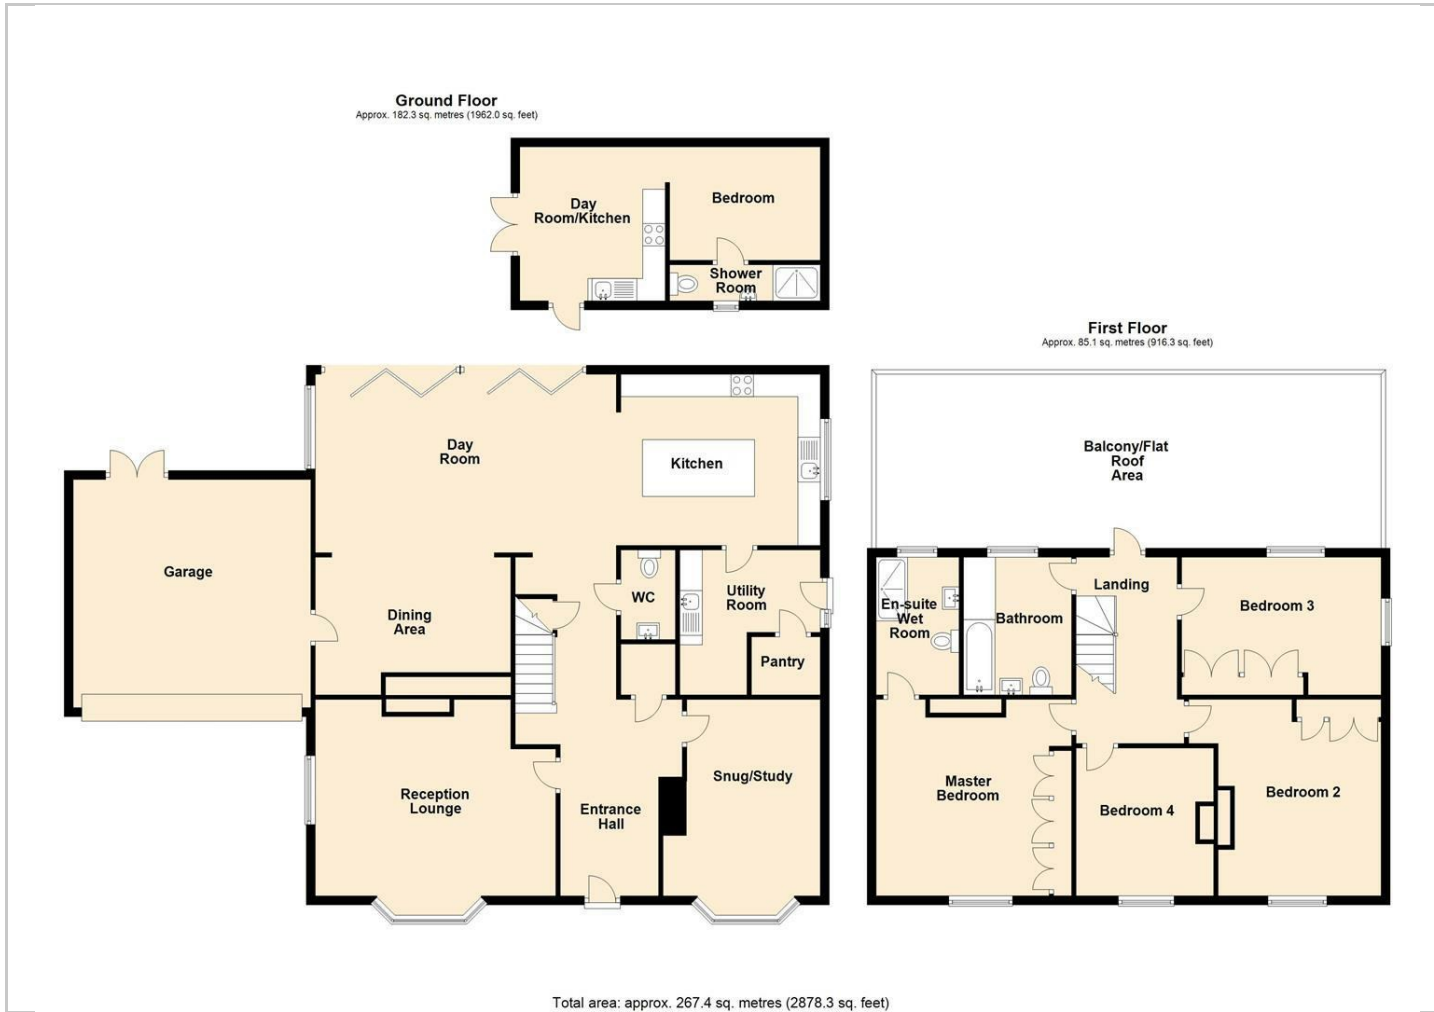 Ground Floor
Approx. 182.3 sq. metres (1962.0 sq. feet)
Day
Room/Kitchen
Bedroom
Shower
Room
Day
Room
Kitchen
Garage
Dining
Area
WC
Utility
Room
Pantry
Reception
Lounge
Entrance
Hall
Snug/Study
First Floor
Approx. 85.1 sq. metres (916.3 sq. feet)
Balcony/Flat
Roof
Area
En-suite
Wet
Room
Bathroom
Landing
Bedroom 3
Master
Bedroom
Bedroom 4
Bedroom 2
Total area: approx. 267.4 sq. metres (2878.3 sq. feet)